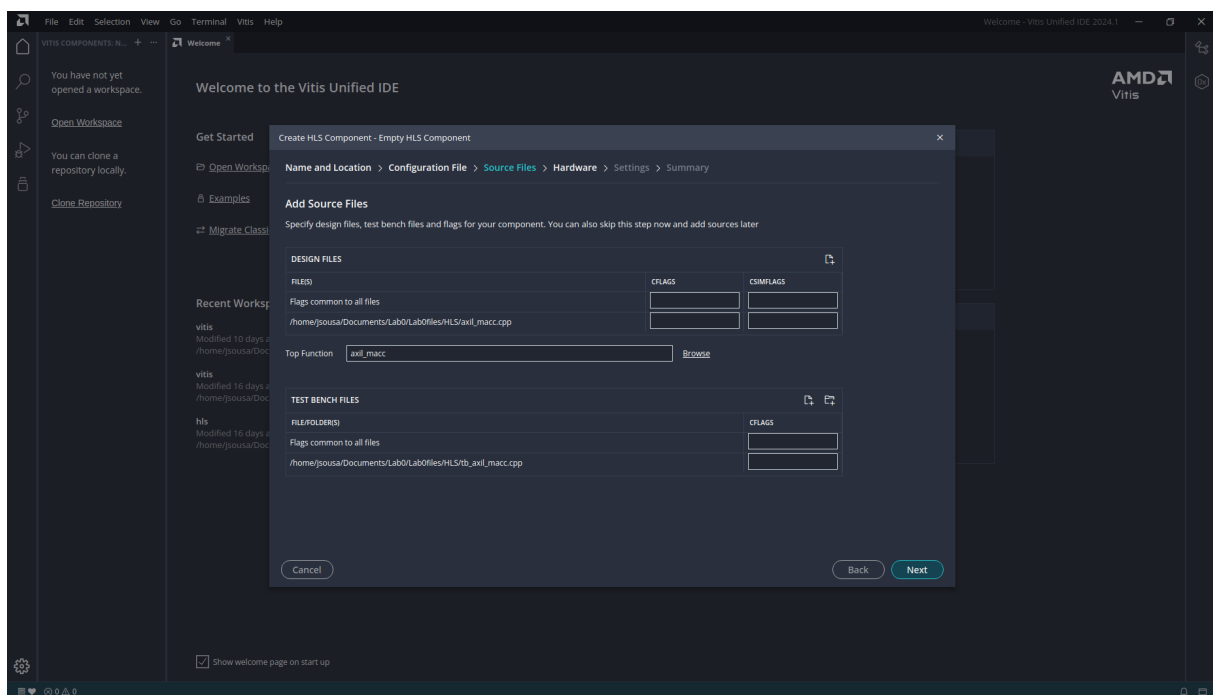 File Edit Selection View Go Terminal Vitis Help
Welcome - Vitis Unified IDE 2024.1
VITIS COMPONENTS: N...
Welcome
You have not yet
opened a workspace.
Open Workspace
You can clone a
repository locally.
Clone Repository
Welcome to the Vitis Unified IDE
AMD
Vitis
Get Started
Open Workspa
Examples
Migrate Classi
Recent Worksp
vitis
Modified 10 days a
/home/jsousa/Doc
vitis
Modified 16 days a
/home/jsousa/Doc
hls
Modified 16 days a
/home/jsousa/Doc
Create HLS Component - Empty HLS Component
Name and Location > Configuration File > Source Files > Hardware > Settings > Summary
Add Source Files
Specify design files, test bench files and flags for your component. You can also skip this step now and add sources later
DESIGN FILES
FILE(S) CFLAGS CSIMFLAGS
Flags common to all files
/home/jsousa/Documents/Lab0/Lab0files/HLS/axil_macc.cpp
Top Function axil_macc Browse
TEST BENCH FILES
FILE/FOLDER(S) CFLAGS
Flags common to all files
/home/jsousa/Documents/Lab0/Lab0files/HLS/tb_axil_macc.cpp
Cancel Back Next
Show welcome page on start up
0 0